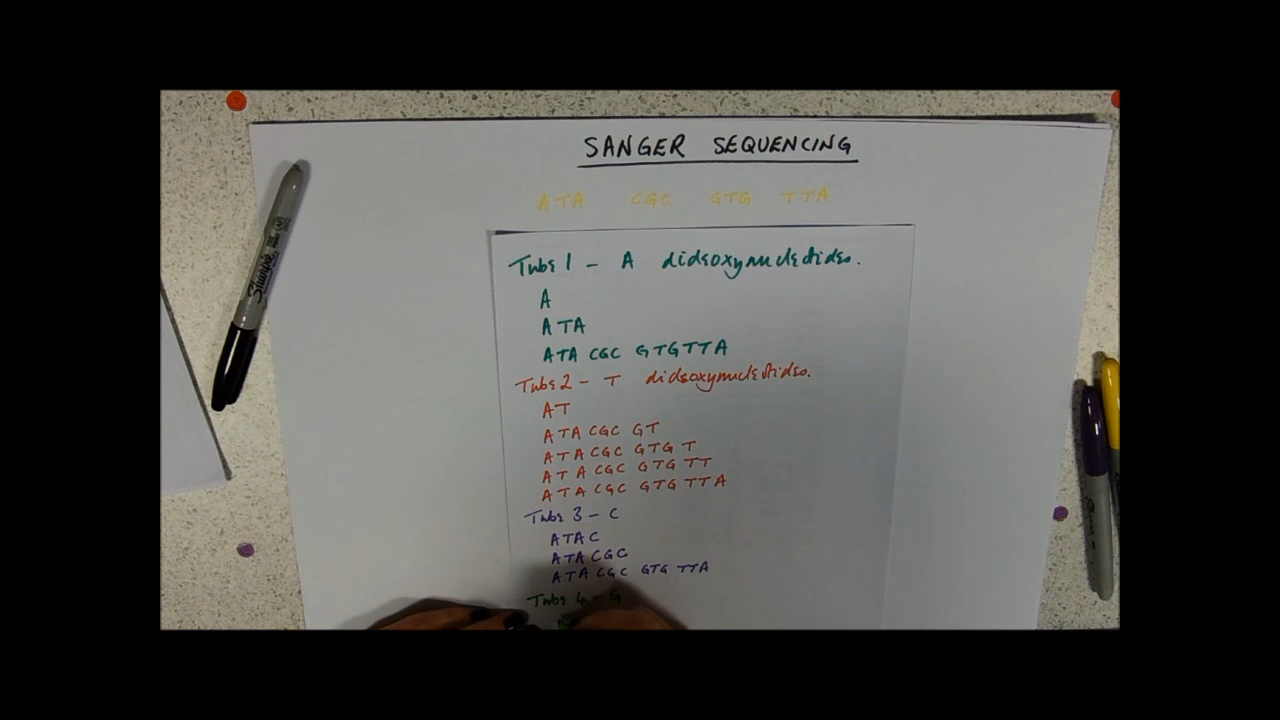 SANGER SEQUENCING
ATA CGC GTG TTA
Tube 1 - A dideoxynucleotides.
A
ATA
ATA CGC GTGTTA
Tube 2 - T dideoxynucleotides.
AT
ATA CGC GT
ATA CGC GTG T
ATA CGC GTG TT
ATA CGC GTG TTA
Tube 3 - C
ATAC
ATA CGC
ATA CGC GTG TTA
Tube 4 - G
Sharpie